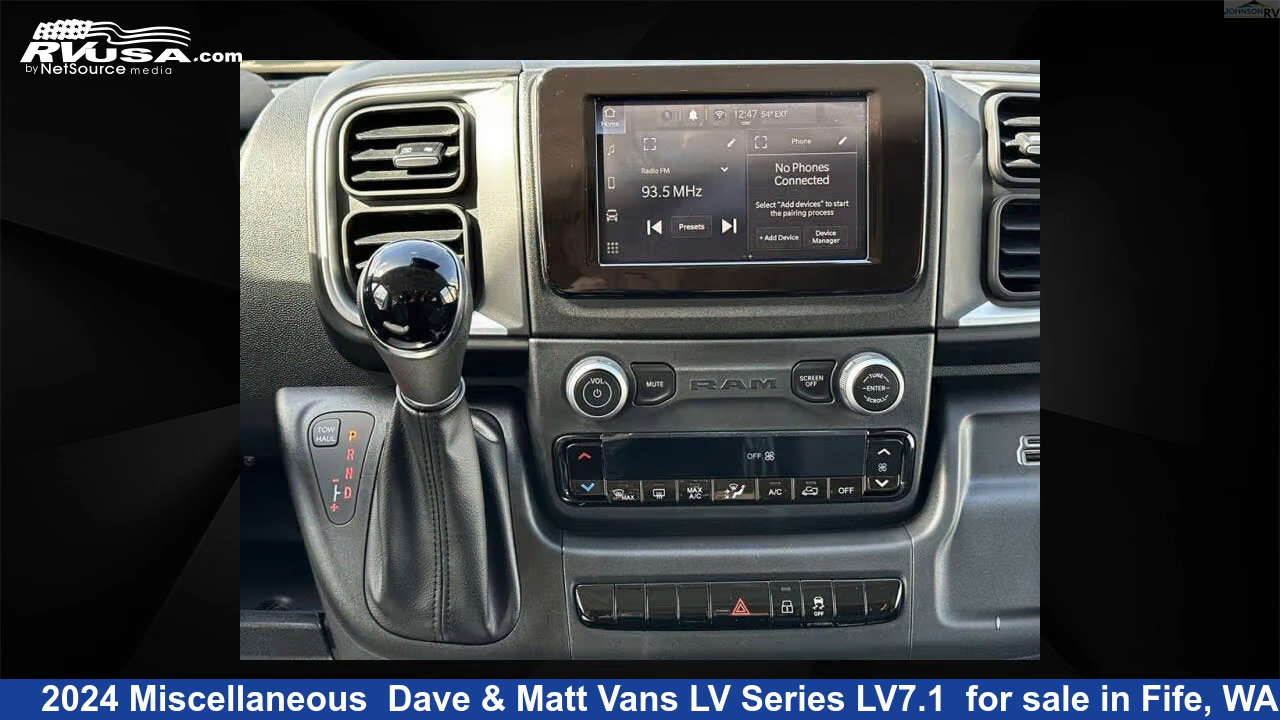 RVUSA.com
by NetSource media
JOHNSON RV
Home
12:47 54° EXT
Radio FM
93.5 MHz
Presets
Phone
No Phones
Connected
Select "Add devices" to start
the pairing process
+ Add Device
Device
Manager
VOL
MUTE
RAM
SCREEN
OFF
TUNE
ENTER
SCROLL
TOW
HAUL
P
R
N
D
OFF
MAX
MAX
A/C
A/C
OFF
OFF
2024 Miscellaneous Dave & Matt Vans LV Series LV7.1 for sale in Fife, WA